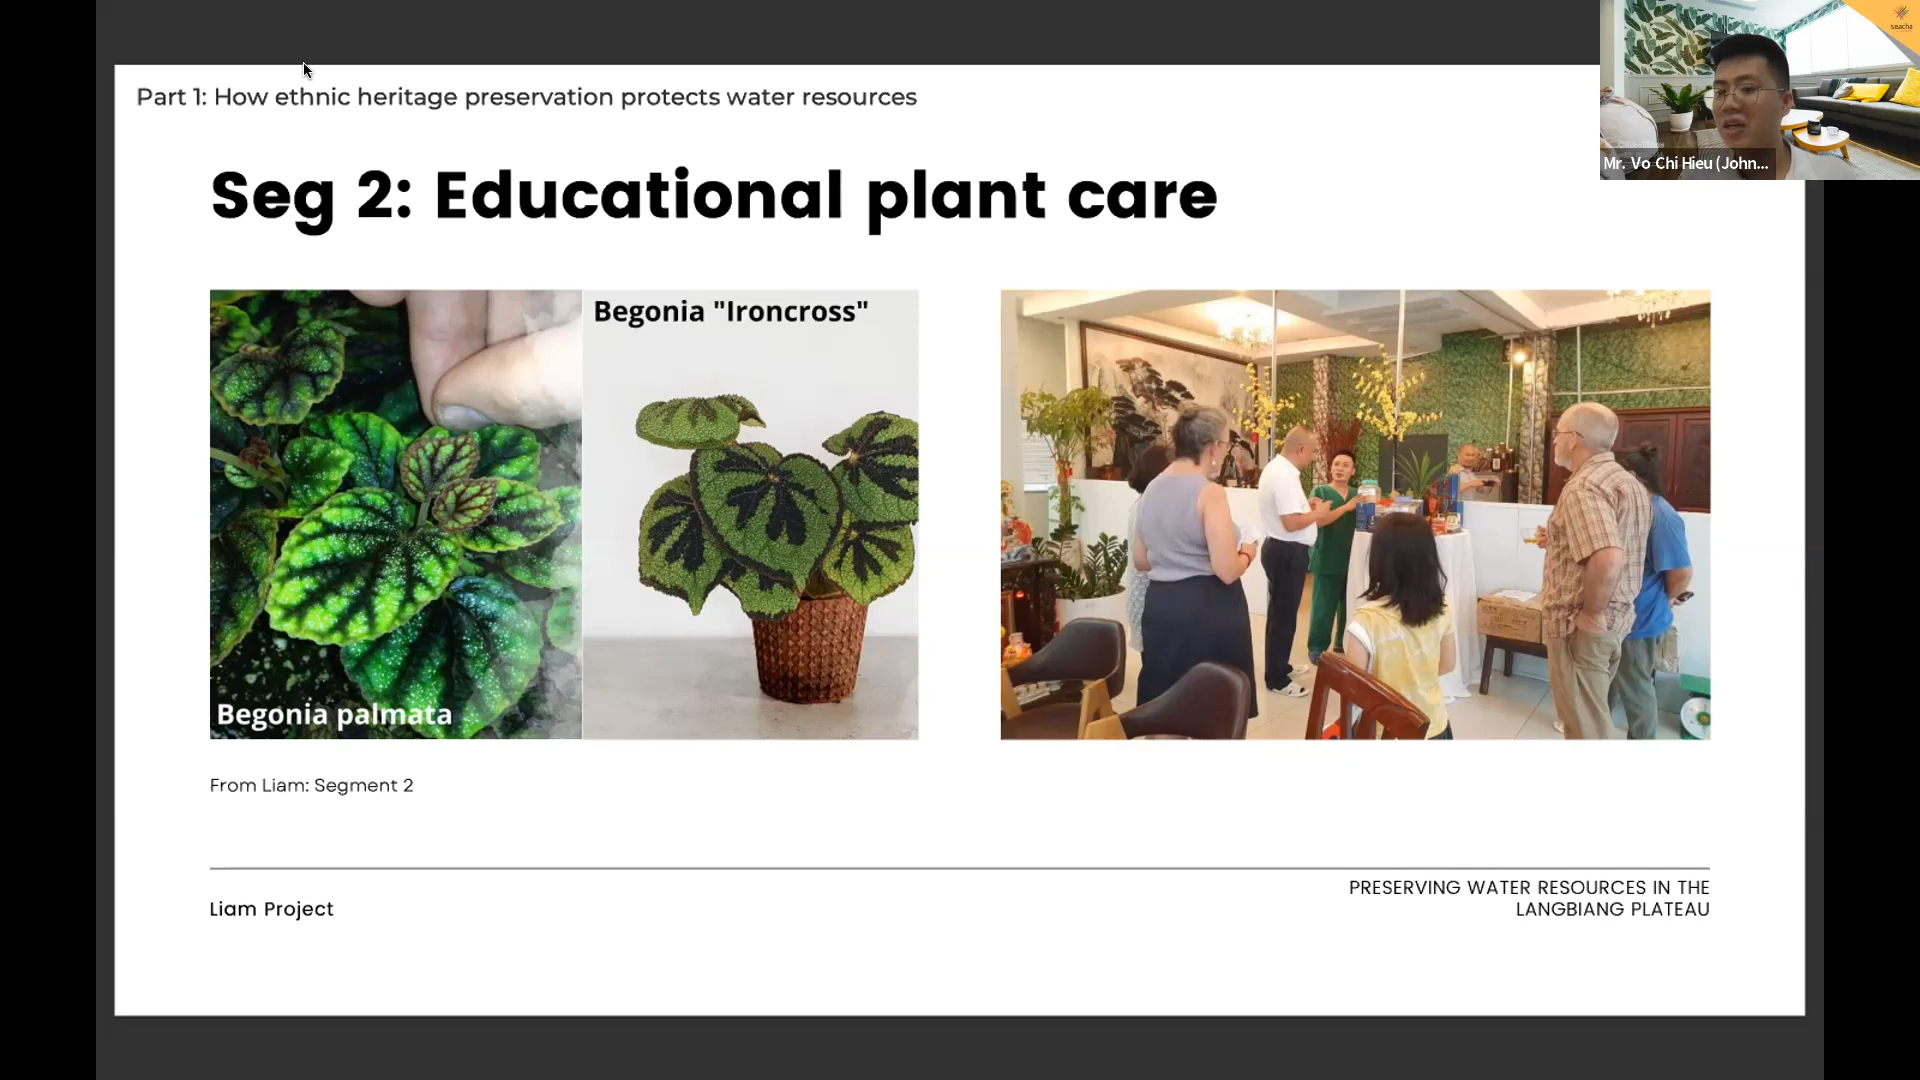 Part 1: How ethnic heritage preservation protects water resources
seacha
Mr. Vo Chi Hieu (John...
Seg 2: Educational plant care
Begonia "Ironcross"
Begonia palmata
From Liam: Segment 2
Liam Project
PRESERVING WATER RESOURCES IN THE
LANGBIANG PLATEAU